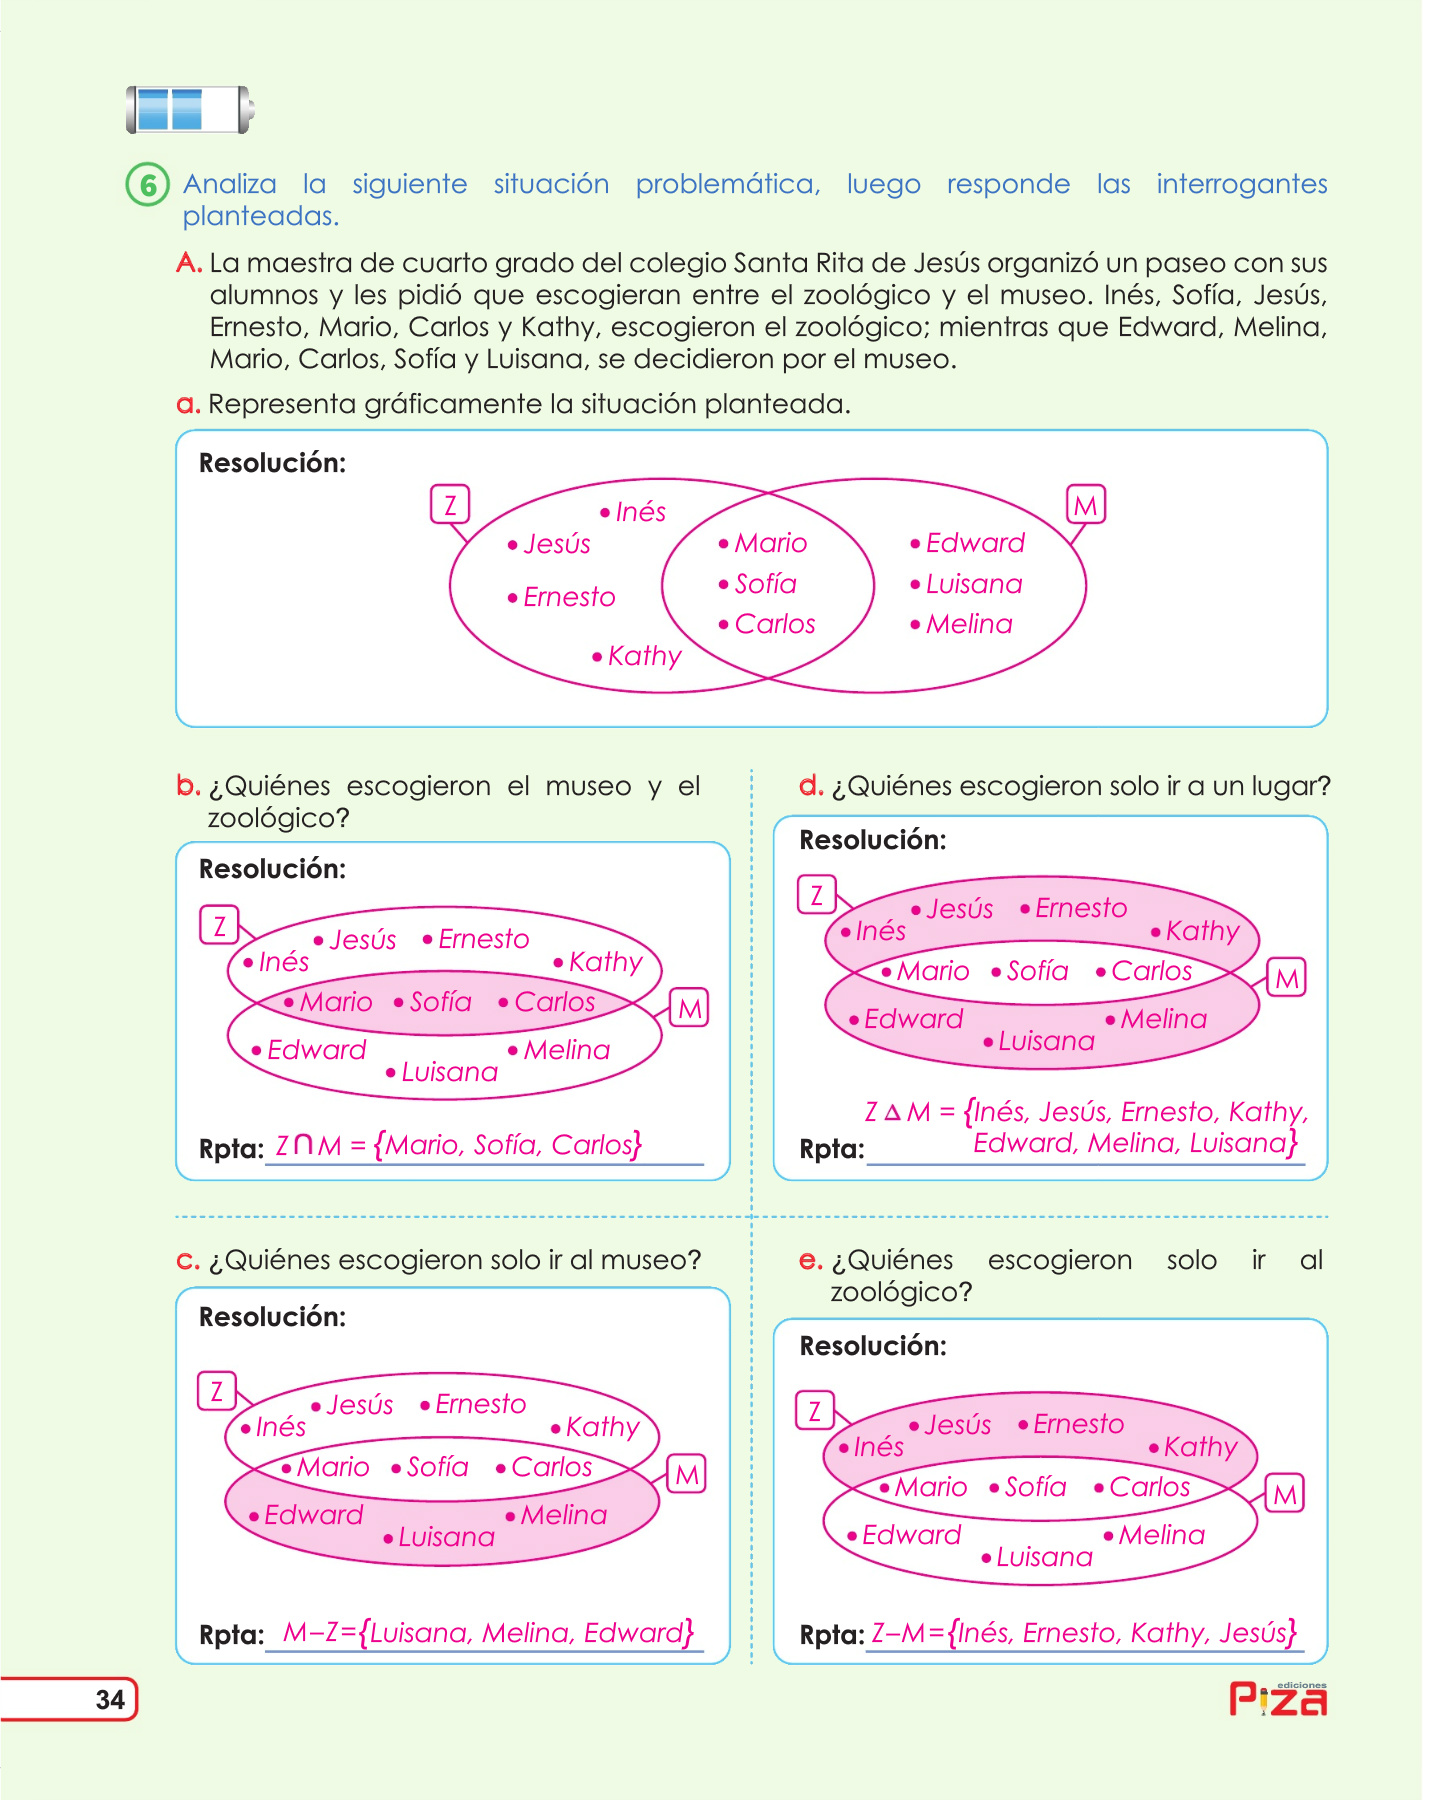 6 Analiza la siguiente situación problemática, luego responde las interrogantes
planteadas.
A. La maestra de cuarto grado del colegio Santa Rita de Jesús organizó un paseo con sus
alumnos y les pidió que escogieran entre el zoológico y el museo. Inés, Sofía, Jesús,
Ernesto, Mario, Carlos y Kathy, escogieron el zoológico; mientras que Edward, Melina,
Mario, Carlos, Sofía y Luisana, se decidieron por el museo.
a. Representa gráficamente la situación planteada.
Resolución:
Z
M
• Inés
• Jesús
• Ernesto
• Kathy
• Mario
• Sofía
• Carlos
• Edward
• Luisana
• Melina
b. ¿Quiénes escogieron el museo y el
zoológico?
Resolución:
Z
• Jesús • Ernesto
• Inés • Kathy
• Mario • Sofía • Carlos
M
• Edward • Melina
• Luisana
Rpta: Z ∩ M = {Mario, Sofía, Carlos}
d. ¿Quiénes escogieron solo ir a un lugar?
Resolución:
Z
• Jesús • Ernesto
• Inés • Kathy
• Mario • Sofía • Carlos
M
• Edward • Melina
• Luisana
Z Δ M = {Inés, Jesús, Ernesto, Kathy,
Rpta: Edward, Melina, Luisana}
c. ¿Quiénes escogieron solo ir al museo?
Resolución:
Z
• Jesús • Ernesto
• Inés • Kathy
• Mario • Sofía • Carlos
M
• Edward • Melina
• Luisana
Rpta: M–Z={Luisana, Melina, Edward}
e. ¿Quiénes escogieron solo ir al
zoológico?
Resolución:
Z
• Jesús • Ernesto
• Inés • Kathy
• Mario • Sofía • Carlos
M
• Edward • Melina
• Luisana
Rpta: Z–M={Inés, Ernesto, Kathy, Jesús}
34
ediciones
Piza